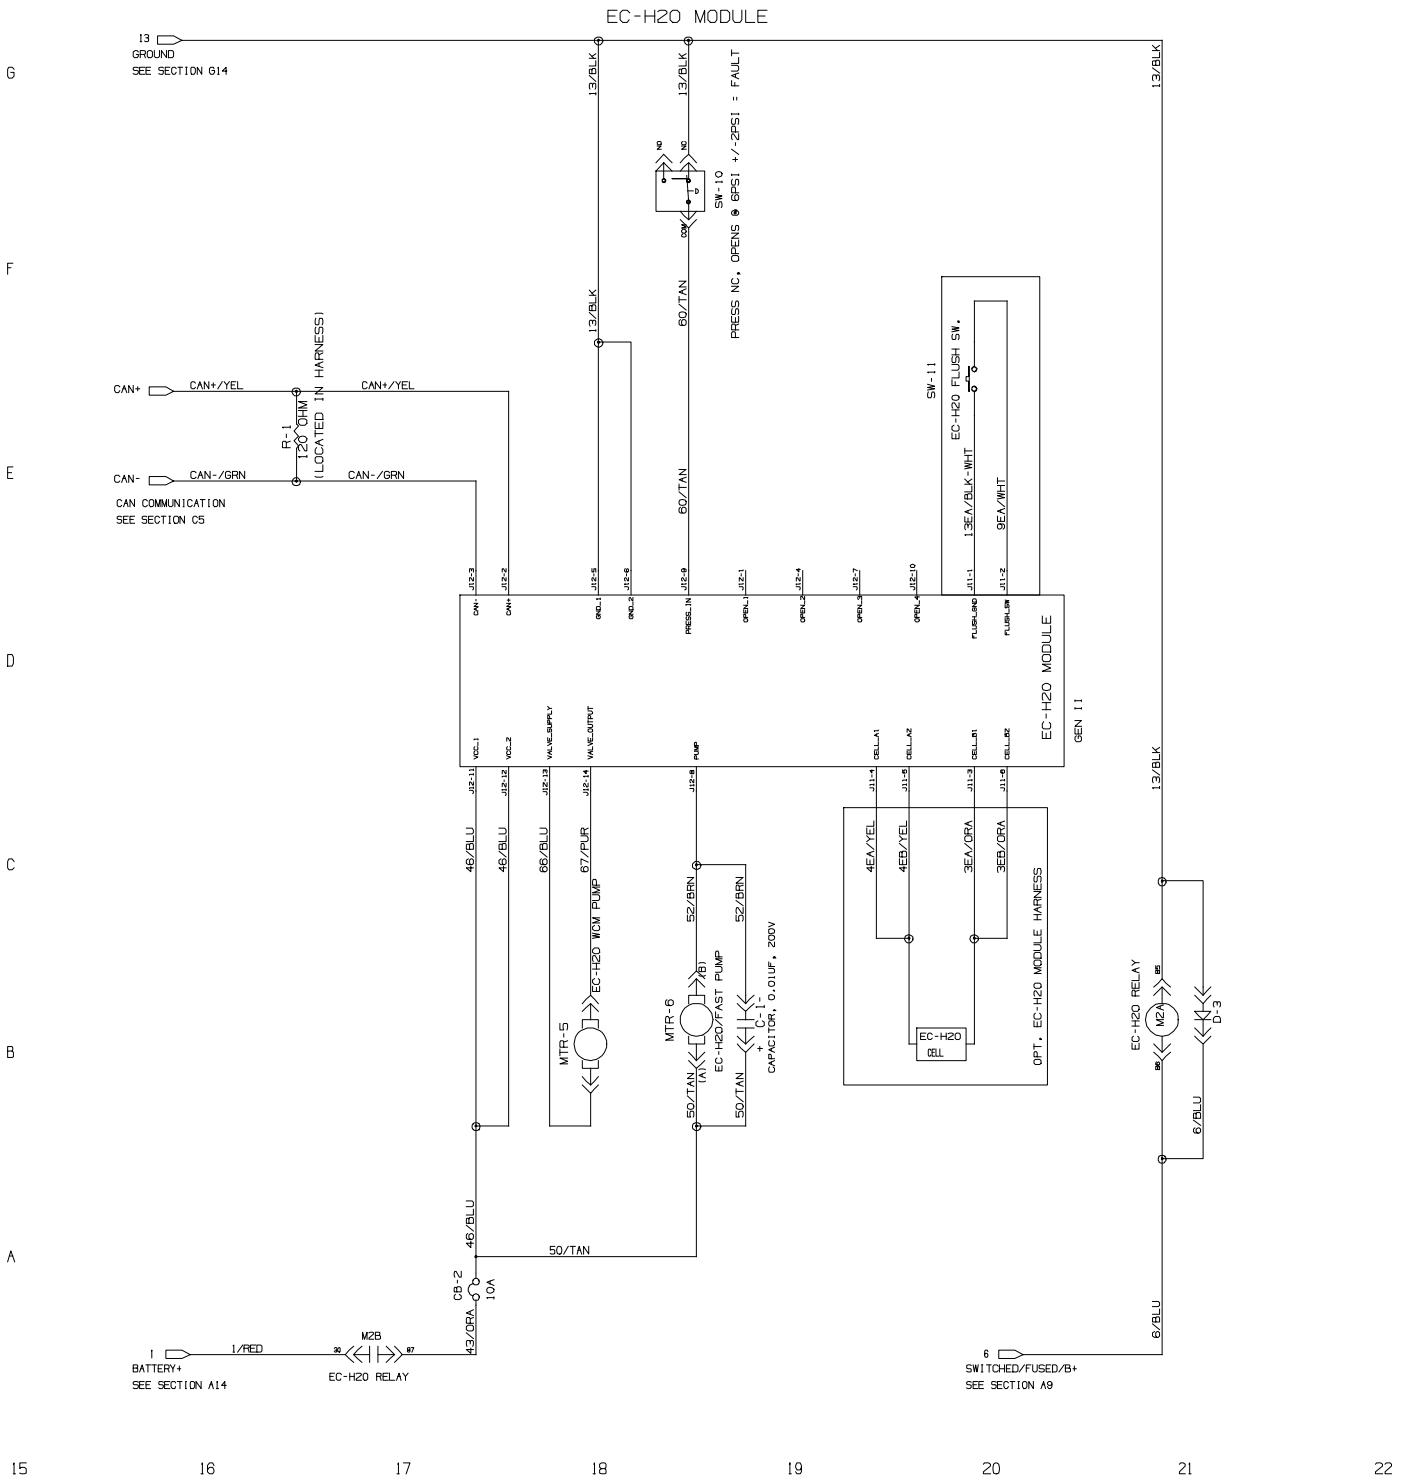 EC-H2O MODULE
13
GROUND
SEE SECTION G14
13/BLK
13/BLK
13/BLK
G
NO
NC
SW-10
PRESS NC, OPENS @ 6PSI +/-2PSI = FAULT
COM
F
13/BLK
60/TAN
SW-11
EC-H2O FLUSH SW.
CAN+
CAN+/YEL
CAN+/YEL
R-1
120 OHM
(LOCATED IN HARNESS)
E
CAN-
CAN-/GRN
CAN-/GRN
60/TAN
13EA/BLK-WHT
9EA/WHT
CAN COMMUNICATION
SEE SECTION C5
J12-3
J12-2
J12-5
J12-6
J12-9
J12-1
J12-4
J12-7
J12-10
J11-1
J11-2
CAN-
CAN+
GND_1
GND_2
PRESS_IN
OPEN_1
OPEN_2
OPEN_3
OPEN_4
FLUSH_GND
FLUSH_SW
D
EC-H2O MODULE
GEN II
VCC_1
VCC_2
VALVE_SUPPLY
VALVE_OUTPUT
PUMP
CELL_A1
CELL_A2
CELL_B1
CELL_B2
J12-11
J12-12
J12-13
J12-14
J12-8
J11-4
J11-5
J11-3
J11-6
13/BLK
C
46/BLU
46/BLU
66/BLU
67/PUR
4EA/YEL
4EB/YEL
3EA/ORA
3EB/ORA
52/BRN
52/BRN
EC-H2O WCM PUMP
OPT. EC-H2O MODULE HARNESS
B
MTR-5
MTR-6
(B)
EC-H2O/FAST PUMP
(A)
C-1
-
+
CAPACITOR, 0.01UF, 200V
EC-H2O
CELL
EC-H2O RELAY
85
M2A
86
D-3
50/TAN
50/TAN
6/BLU
46/BLU
A
50/TAN
CB-2
10A
43/ORA
6/BLU
1
1/RED
30
M2B
87
EC-H2O RELAY
BATTERY+
SEE SECTION A14
6
SWITCHED/FUSED/B+
SEE SECTION A9
15
16
17
18
19
20
21
22